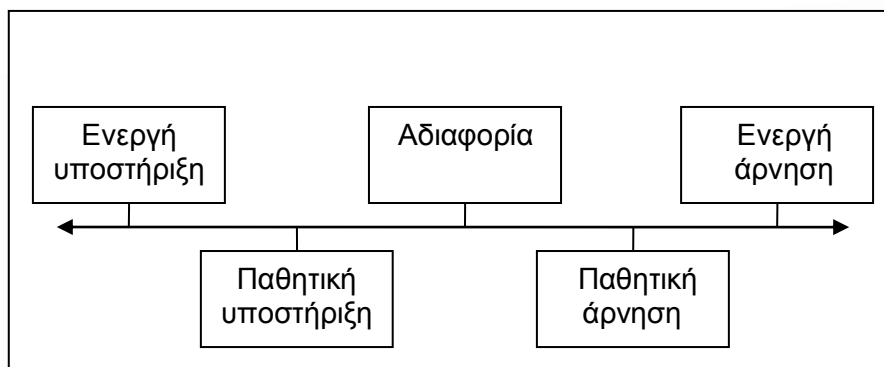 Ενεργή
υποστήριξη
Αδιαφορία
Ενεργή
άρνηση
Παθητική
υποστήριξη
Παθητική
άρνηση